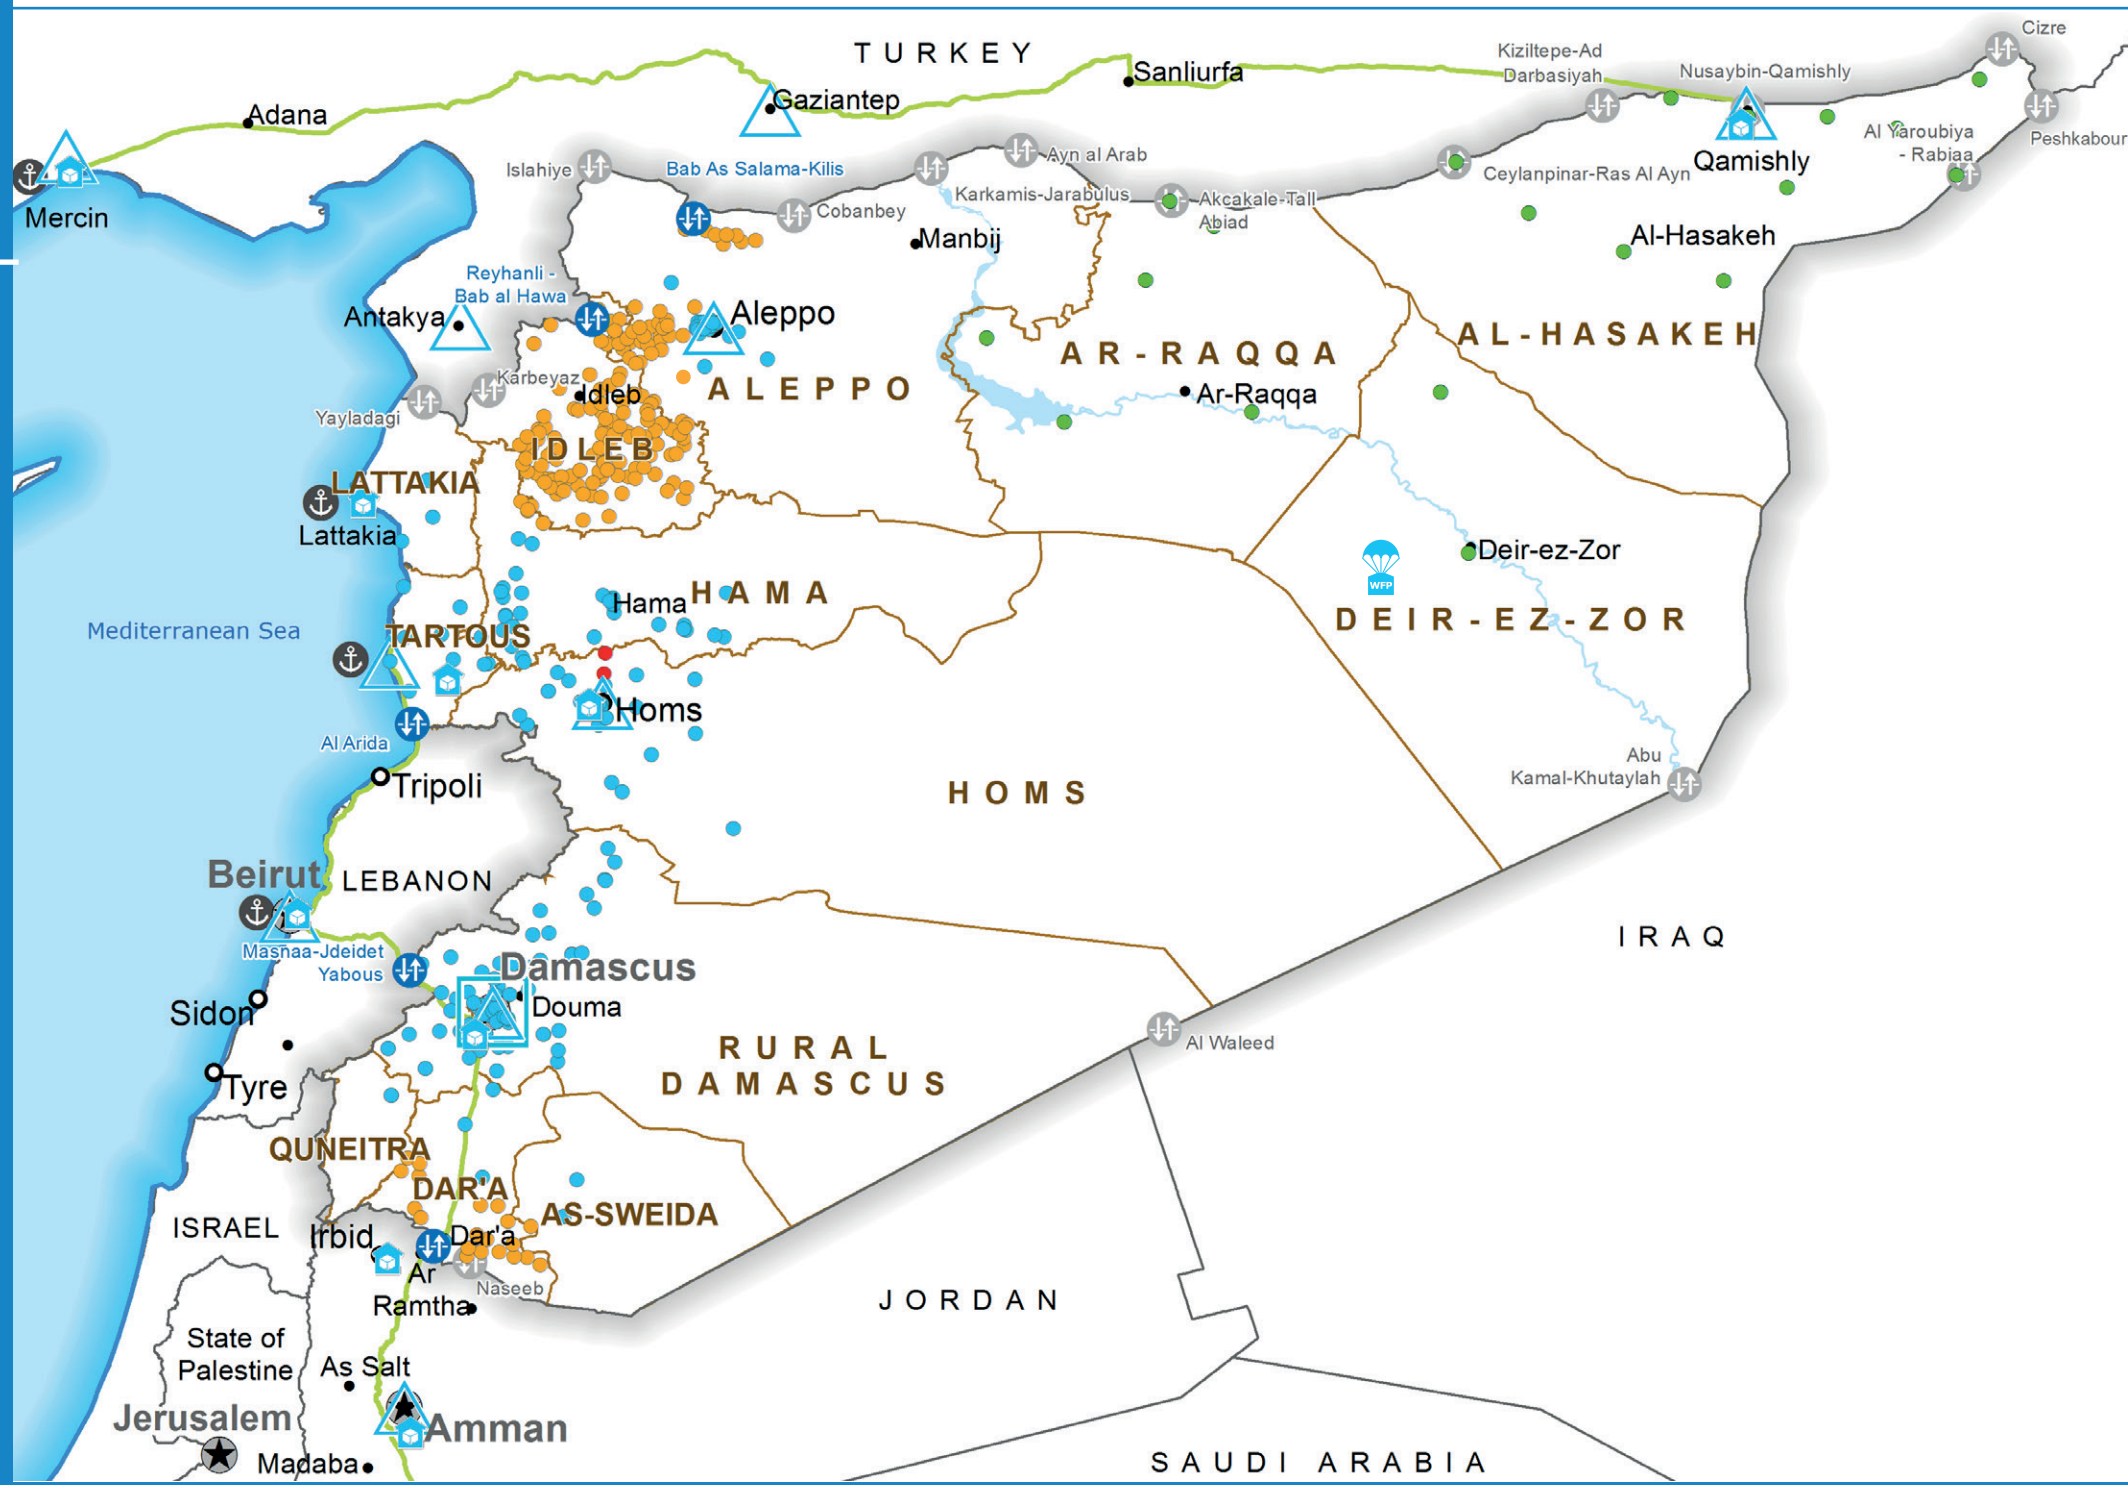 Cizre
TURKEY
Kiziltepe-Ad
Darbasiyah
Nusaybin-Qamishly
Sanliurfa
Gaziantep
Adana
Al Yaroubiya
- Rabiaa
Peshkabour
Islahiye
Bab As Salama-Kilis
Ayn al Arab
Qamishly
Ceylanpinar-Ras Al Ayn
Karkamis-Jarabulus
Akcakale-Tall
Abiad
Mercin
Cobanbey
Manbij
Al-Hasakeh
Reyhanli -
Bab al Hawa
Antakya
Aleppo
AL-HASAKEH
AR-RAQQA
Karbeyaz
Idleb
ALEPPO
Ar-Raqqa
Yayladagi
IDLEB
LATTAKIA
Lattakia
Deir-ez-Zor
WFP
HAMA
Hama
DEIR-EZ-ZOR
Mediterranean Sea
TARTOUS
Homs
Al Arida
Abu
Kamal-Khutaylah
Tripoli
HOMS
Beirut
LEBANON
IRAQ
Masnaa-Jdeidet
Yabous
Damascus
Douma
Sidon
Al Waleed
RURAL
DAMASCUS
Tyre
QUNEITRA
DAR'A
AS-SWEIDA
ISRAEL
Irbid
Dar'a
Ar
Ramtha
Naseeb
JORDAN
State of
Palestine
As Salt
Jerusalem
Amman
Madaba
SAUDI ARABIA